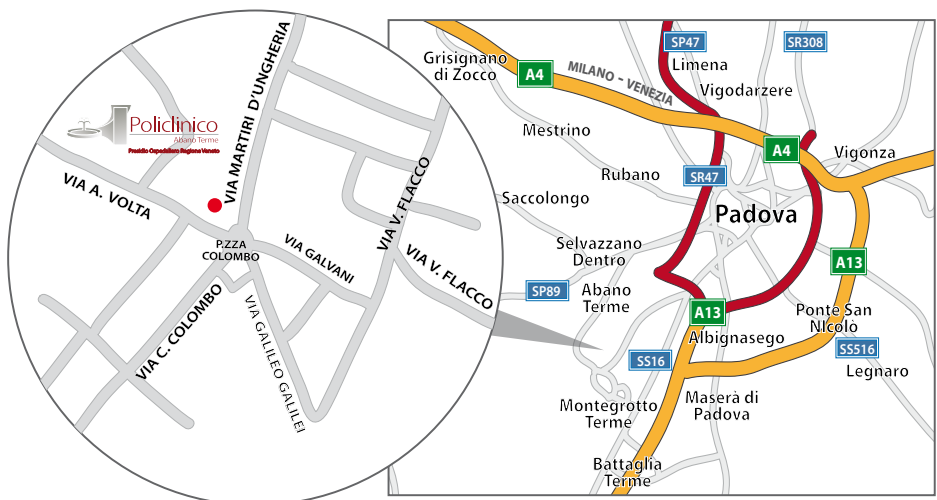 Policlinico
Abano Terme
Presidio Ospedaliero Regione Veneto
VIA MARTIRI D'UNGHERIA
VIA A. VOLTA
P.ZZA
COLOMBO
VIA GALVANI
VIA V. FLACCO
VIA V. FLACCO
VIA C. COLOMBO
VIA GALILEO GALILEI
SP47
SR308
Grisignano
di Zocco
A4
MILANO - VENEZIA
Limena
Vigodarzere
Mestrino
A4
Vigonza
Rubano
SR47
Saccolongo
Padova
Selvazzano
Dentro
A13
SP89
Abano
Terme
A13
Ponte San
NIcolò
Albignasego
SS16
SS516
Legnaro
Montegrotto
Terme
Maserà di
Padova
Battaglia
Terme